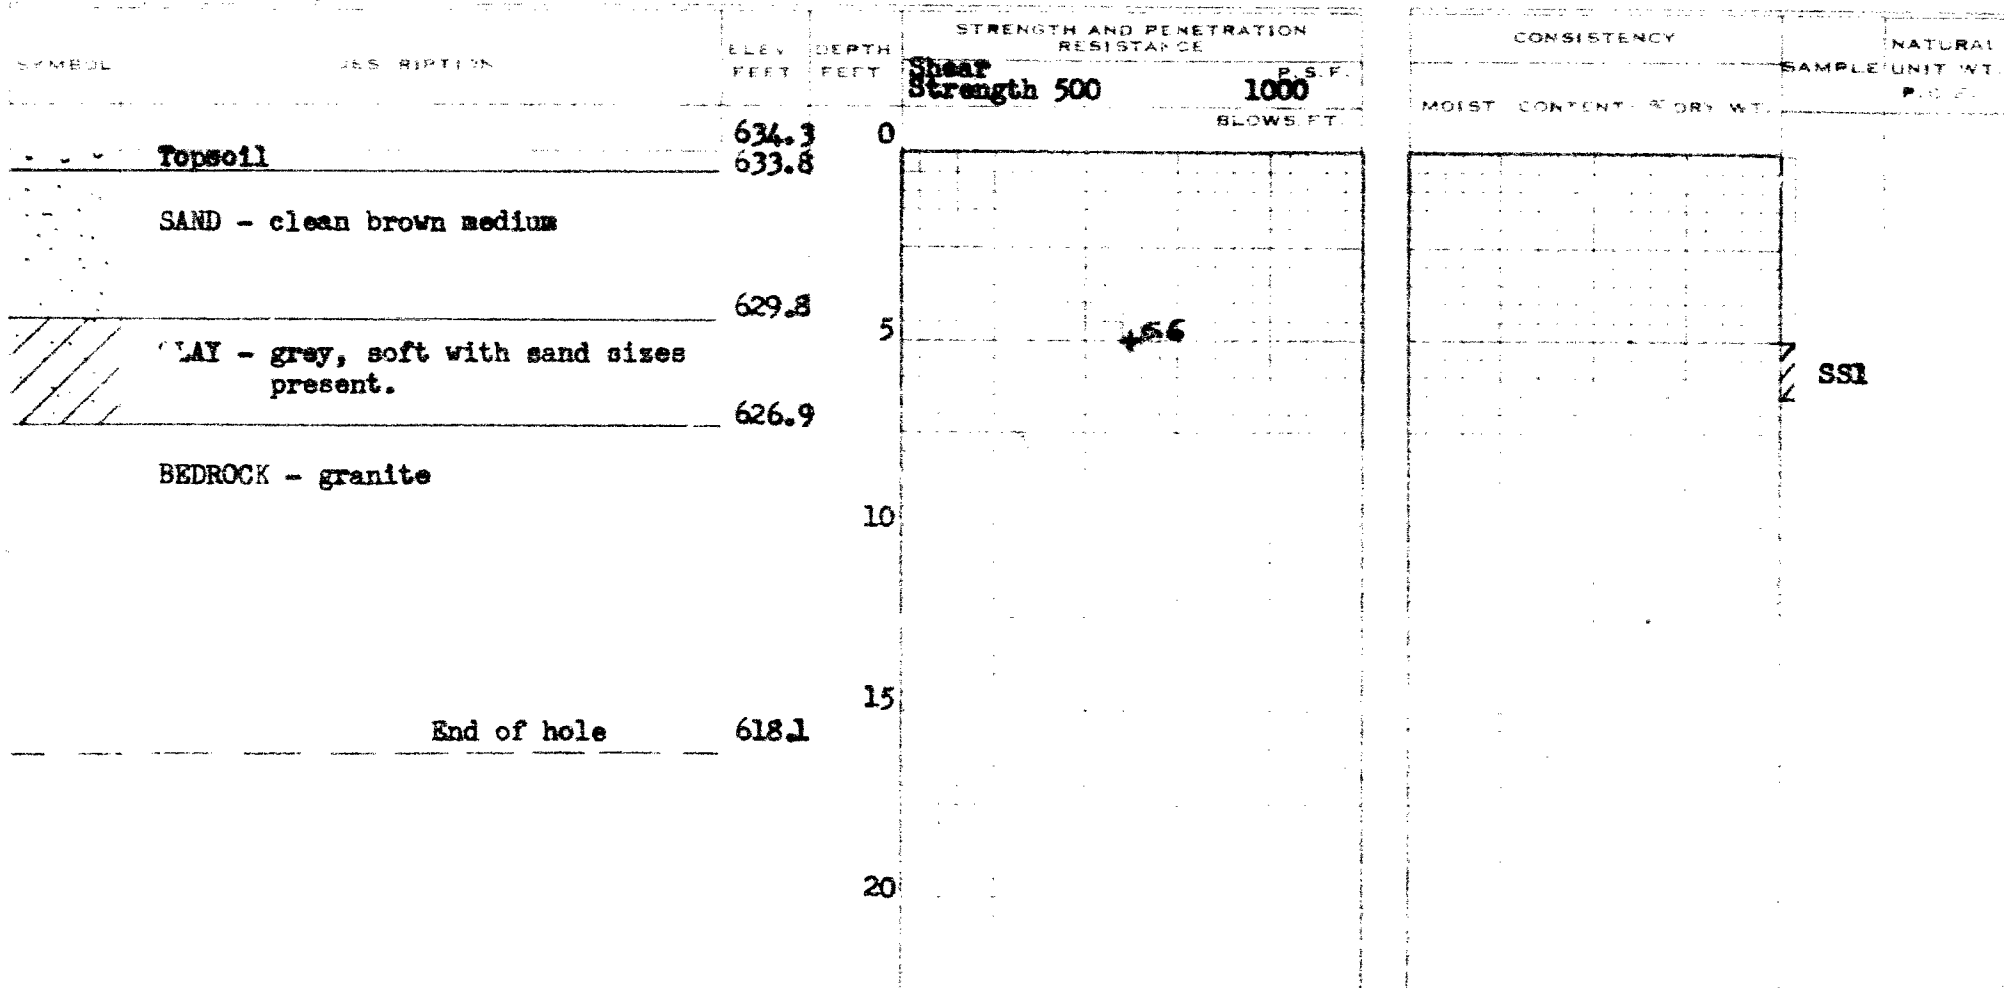 STRENGTH AND PENETRATION
RESISTANCE
CONSISTENCY
NATURAL
SYMBOL
ELEV
FEET
DEPTH
FEET
Shear
Strength 500 1000
P.S.F.
SAMPLE
UNIT WT.
MOIST CONTENT % DRY WT.
BLOWS/FT.
634.3 0
Topsoil 633.8
SAND - clean brown medium
629.8
5
+ S6
LAY - grey, soft with sand sizes
present.
SS1
626.9
BEDROCK - granite
10
15
End of hole 618.1
20